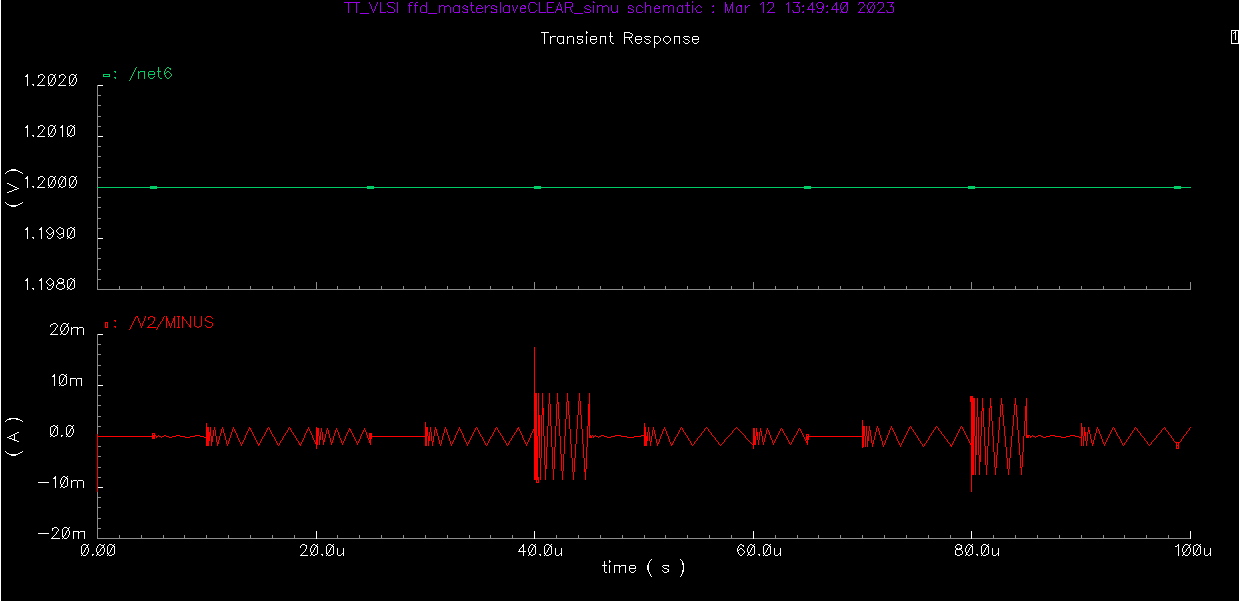 TT_VLSI ffd_masterslaveCLEAR_simu schematic : Mar 12 13:49:40 2023
Transient Response
1
: /net6
1.2020
1.2010
1.2000
1.1990
1.1980
( V )
: /V2/MINUS
20m
10m
0.0
−10m
−20m
( A )
0.00 20.0u 40.0u 60.0u 80.0u 100u
time ( s )